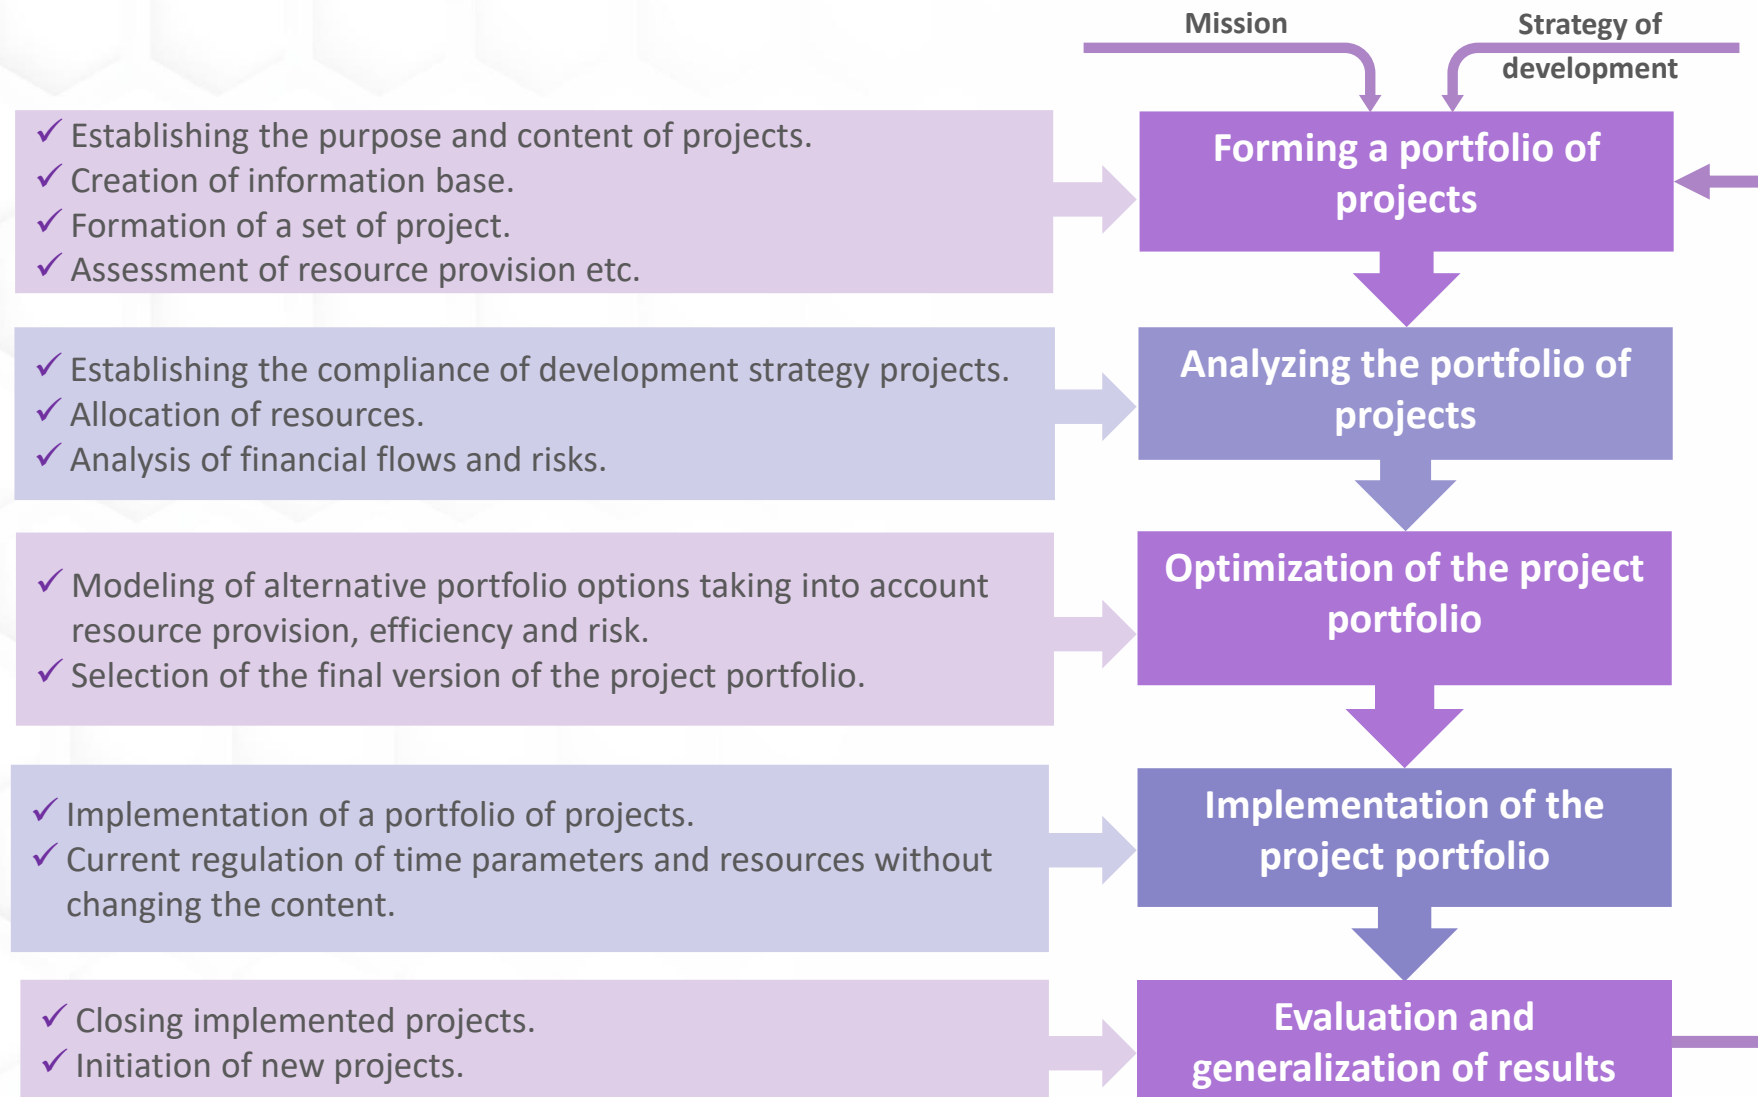 Mission
Strategy of
development
✓ Establishing the purpose and content of projects.
✓ Creation of information base.
✓ Formation of a set of project.
✓ Assessment of resource provision etc.
Forming a portfolio of
projects
✓ Establishing the compliance of development strategy projects.
✓ Allocation of resources.
✓ Analysis of financial flows and risks.
Analyzing the portfolio of
projects
✓ Modeling of alternative portfolio options taking into account
resource provision, efficiency and risk.
✓ Selection of the final version of the project portfolio.
Optimization of the project
portfolio
✓ Implementation of a portfolio of projects.
✓ Current regulation of time parameters and resources without
changing the content.
Implementation of the
project portfolio
✓ Closing implemented projects.
✓ Initiation of new projects.
Evaluation and
generalization of results